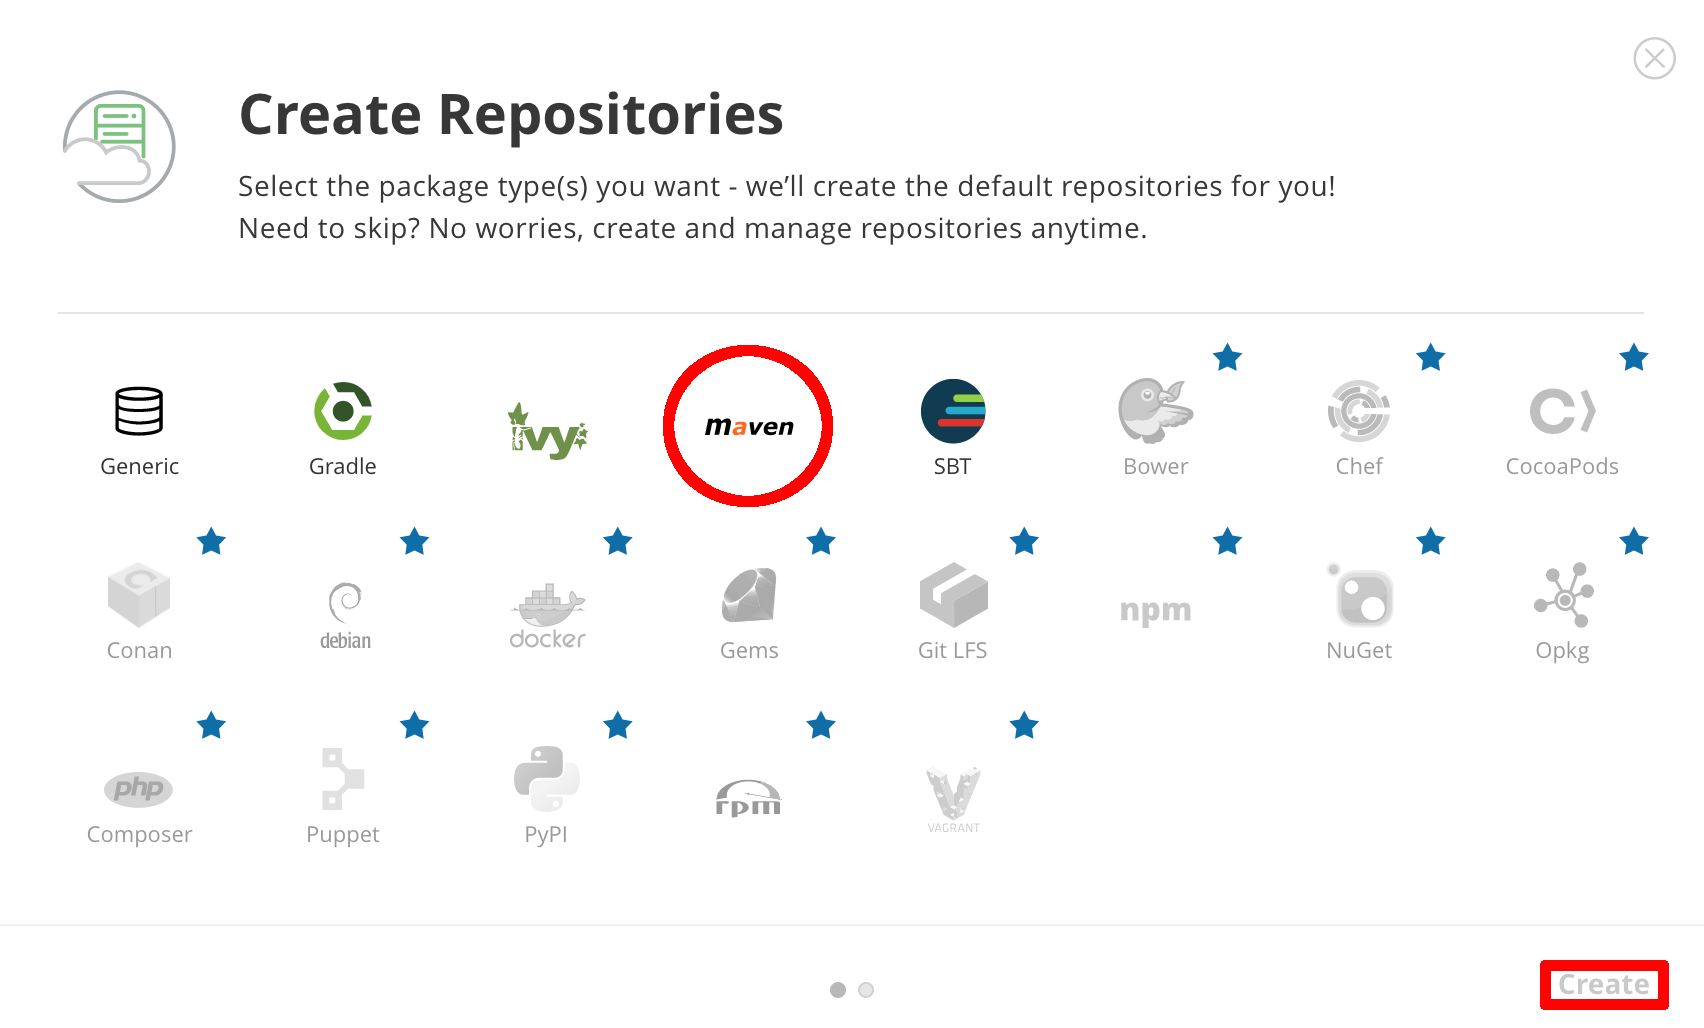 Create Repositories
Select the package type(s) you want - we’ll create the default repositories for you!
Need to skip? No worries, create and manage repositories anytime.
Generic
Gradle
ivy
maven
SBT
Bower
Chef
CocoaPods
Conan
debian
docker
Gems
Git LFS
npm
NuGet
Opkg
php
Composer
Puppet
PyPI
rpm
VAGRANT
Create